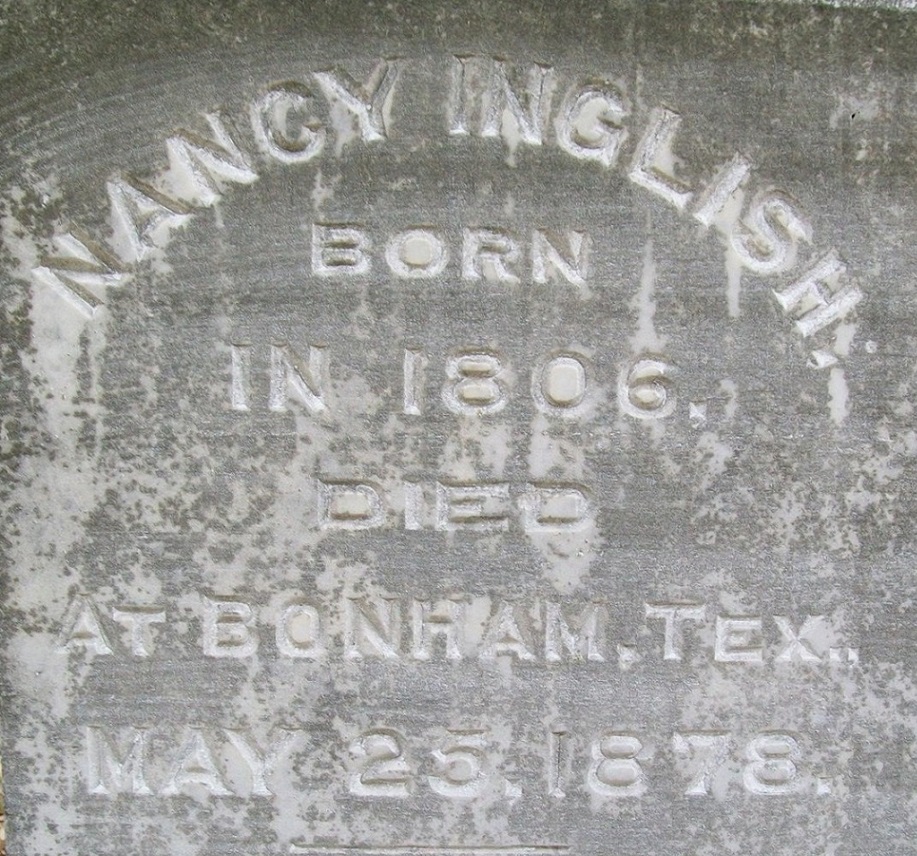 NANCY INGLISH,
BORN
IN 1806.
DIED
AT BONHAM, TEX.,
MAY 25, 1878.